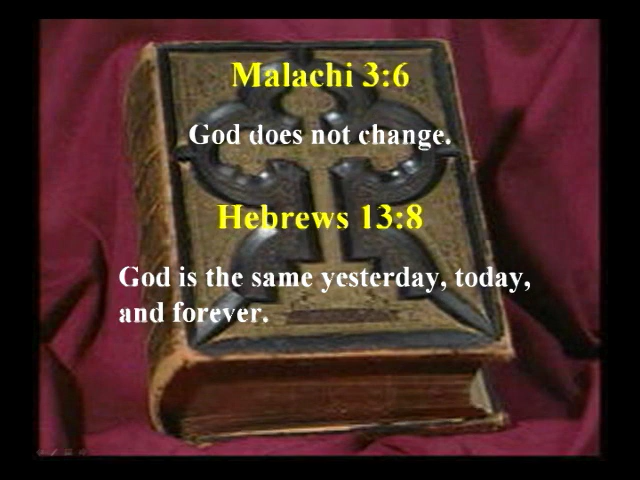 Malachi 3:6
God does not change.
Hebrews 13:8
God is the same yesterday, today,
and forever.